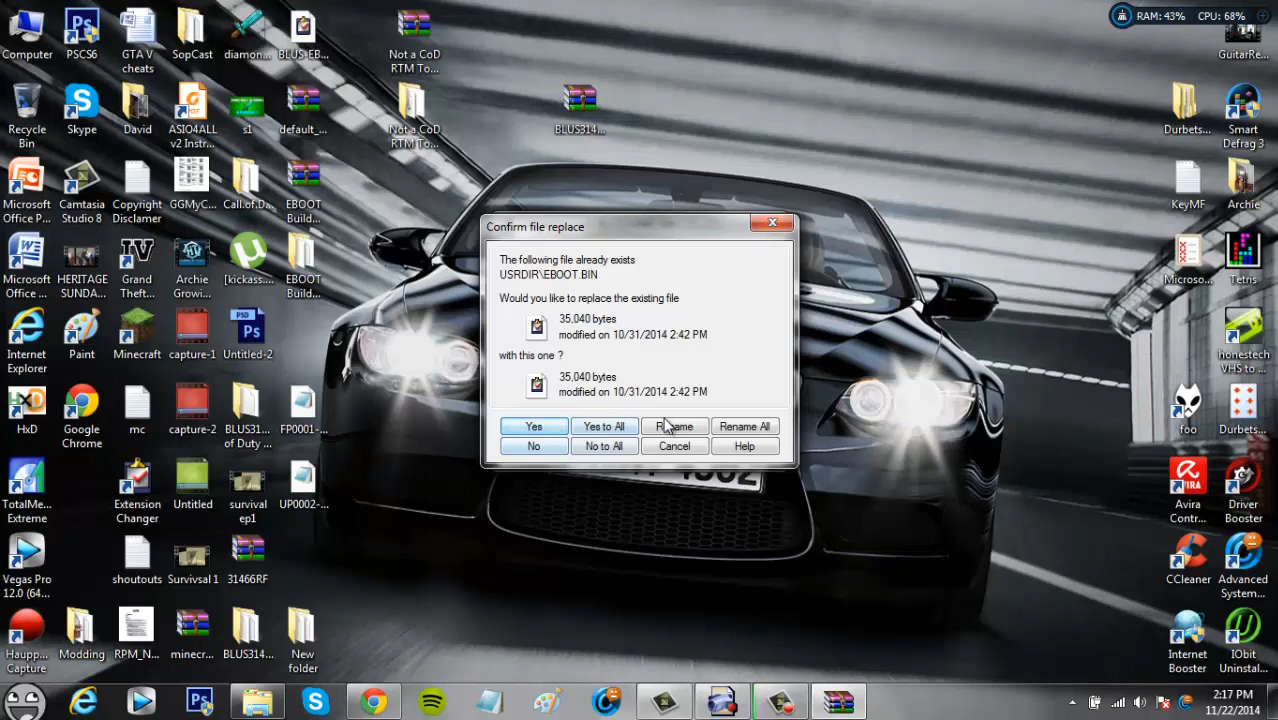 RAM: 43% CPU: 68%
Computer
PSCS6
GTA V
cheats
SopCast
diamon...
BLUS-EB...
Not a CoD
RTM To...
GuitarRe...
Recycle
Bin
Skype
David
ASIO4ALL
v2 Instr...
s1
default_...
Not a CoD
RTM To...
BLUS314...
Durbets...
Smart
Defrag 3
Microsoft
Office P...
Camtasia
Studio 8
Copyright
Disclamer
GGMyC...
Call.of.D...
EBOOT
Build...
KeyMF
Archie
Microsoft
Office ...
HERITAGE
SUNDA...
Grand
Theft...
Archie
Growi...
[kickass...
EBOOT
Build...
Microso...
Tetris
Internet
Explorer
Paint
Minecraft
capture-1
PSD
Ps
Untitled-2
honestech
VHS to ...
HxD
Google
Chrome
mc
capture-2
BLUS31...
of Duty ...
FP0001-...
foo
Durbets...
TotalMe...
Extreme
Extension
Changer
Untitled
survival
ep1
UP0002-...
AVIRA
Avira
Contr...
Driver
Booster
Vegas Pro
12.0 (64...
shoutouts
Survivsal 1
31466RF
CCleaner
Advanced
System...
Haupp...
Capture
Modding
RPM_N...
minecr...
BLUS314...
New
folder
Internet
Booster
IObit
Uninstal...
Confirm file replace
The following file already exists
USRDIR\EBOOT.BIN
Would you like to replace the existing file
35,040 bytes
modified on 10/31/2014 2:42 PM
with this one ?
35,040 bytes
modified on 10/31/2014 2:42 PM
Yes Yes to All Rename Rename All
No No to All Cancel Help
2:17 PM
11/22/2014